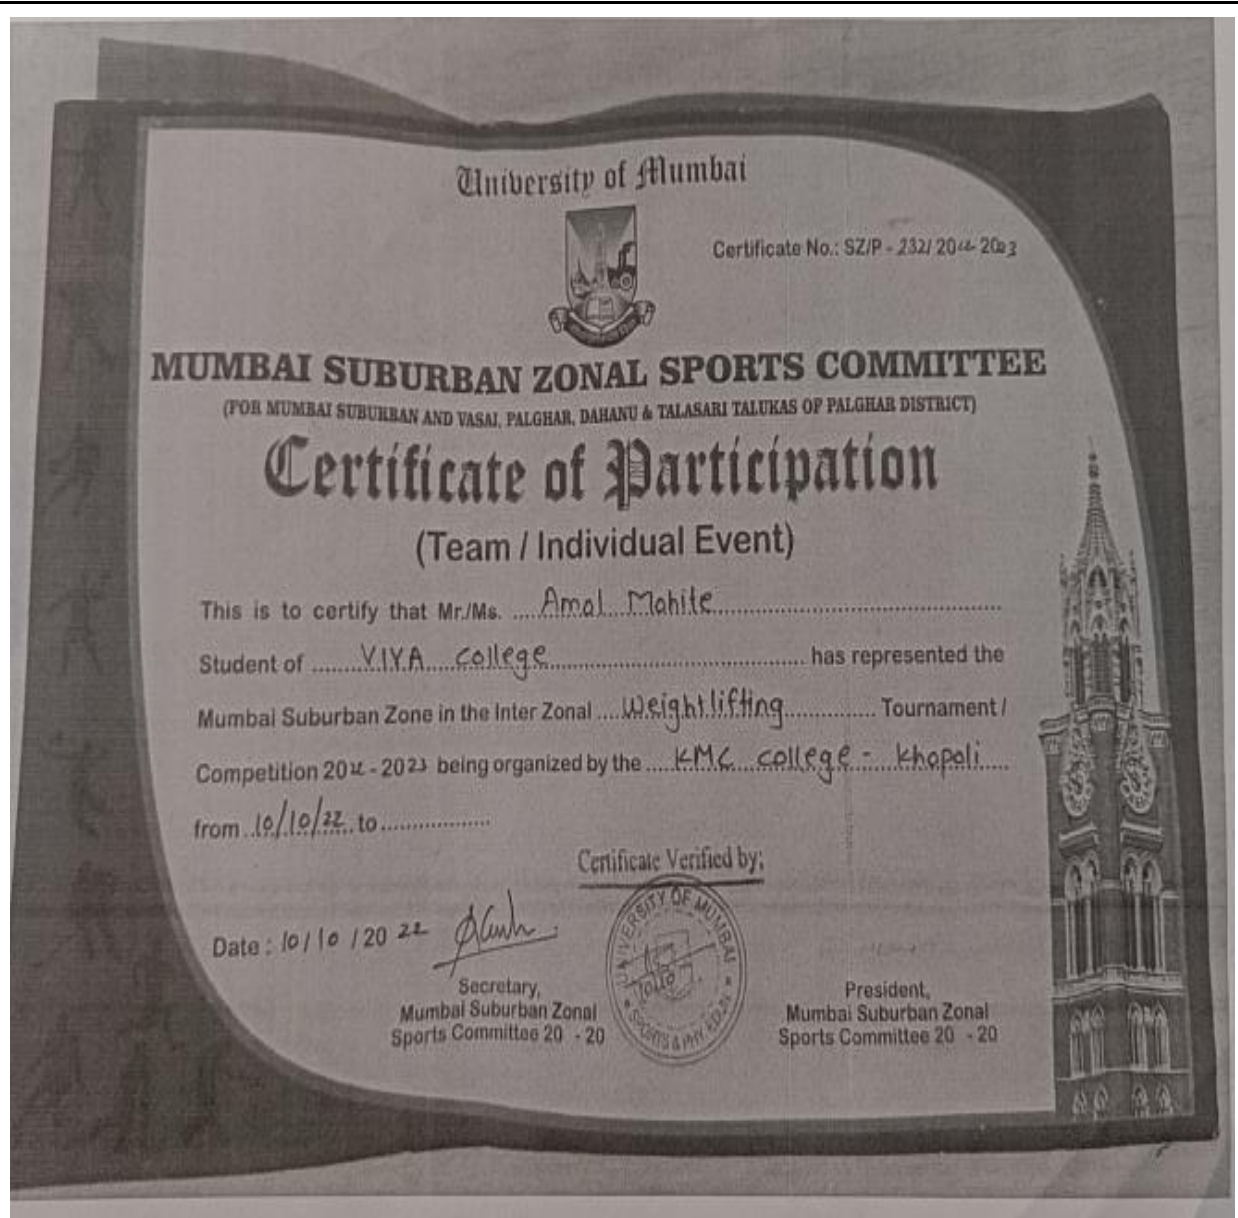 University of Mumbai
Certificate No.: SZ/P - 232/ 2022- 2023
MUMBAI SUBURBAN ZONAL SPORTS COMMITTEE
(FOR MUMBAI SUBURBAN AND VASAI, PALGHAR, DAHANU & TALASARI TALUKAS OF PALGHAR DISTRICT)
Certificate of Participation
(Team / Individual Event)
This is to certify that Mr./Ms. .... Amal Mohite ....
Student of ........ VIVA college ........ has represented the
Mumbai Suburban Zone in the Inter Zonal .... Weightlifting ............. Tournament /
Competition 2022 - 2023 being organized by the .... KMC college - Khopoli ....
from .. 10/10/22 .. to ..................
Certificate Verified by:
Date : 10/10/2022
UNIVERSITY OF MUMBAI
SPORTS & PHY. EDU.
Secretary,
Mumbai Suburban Zonal
Sports Committee 20 - 20
President,
Mumbai Suburban Zonal
Sports Committee 20 - 20